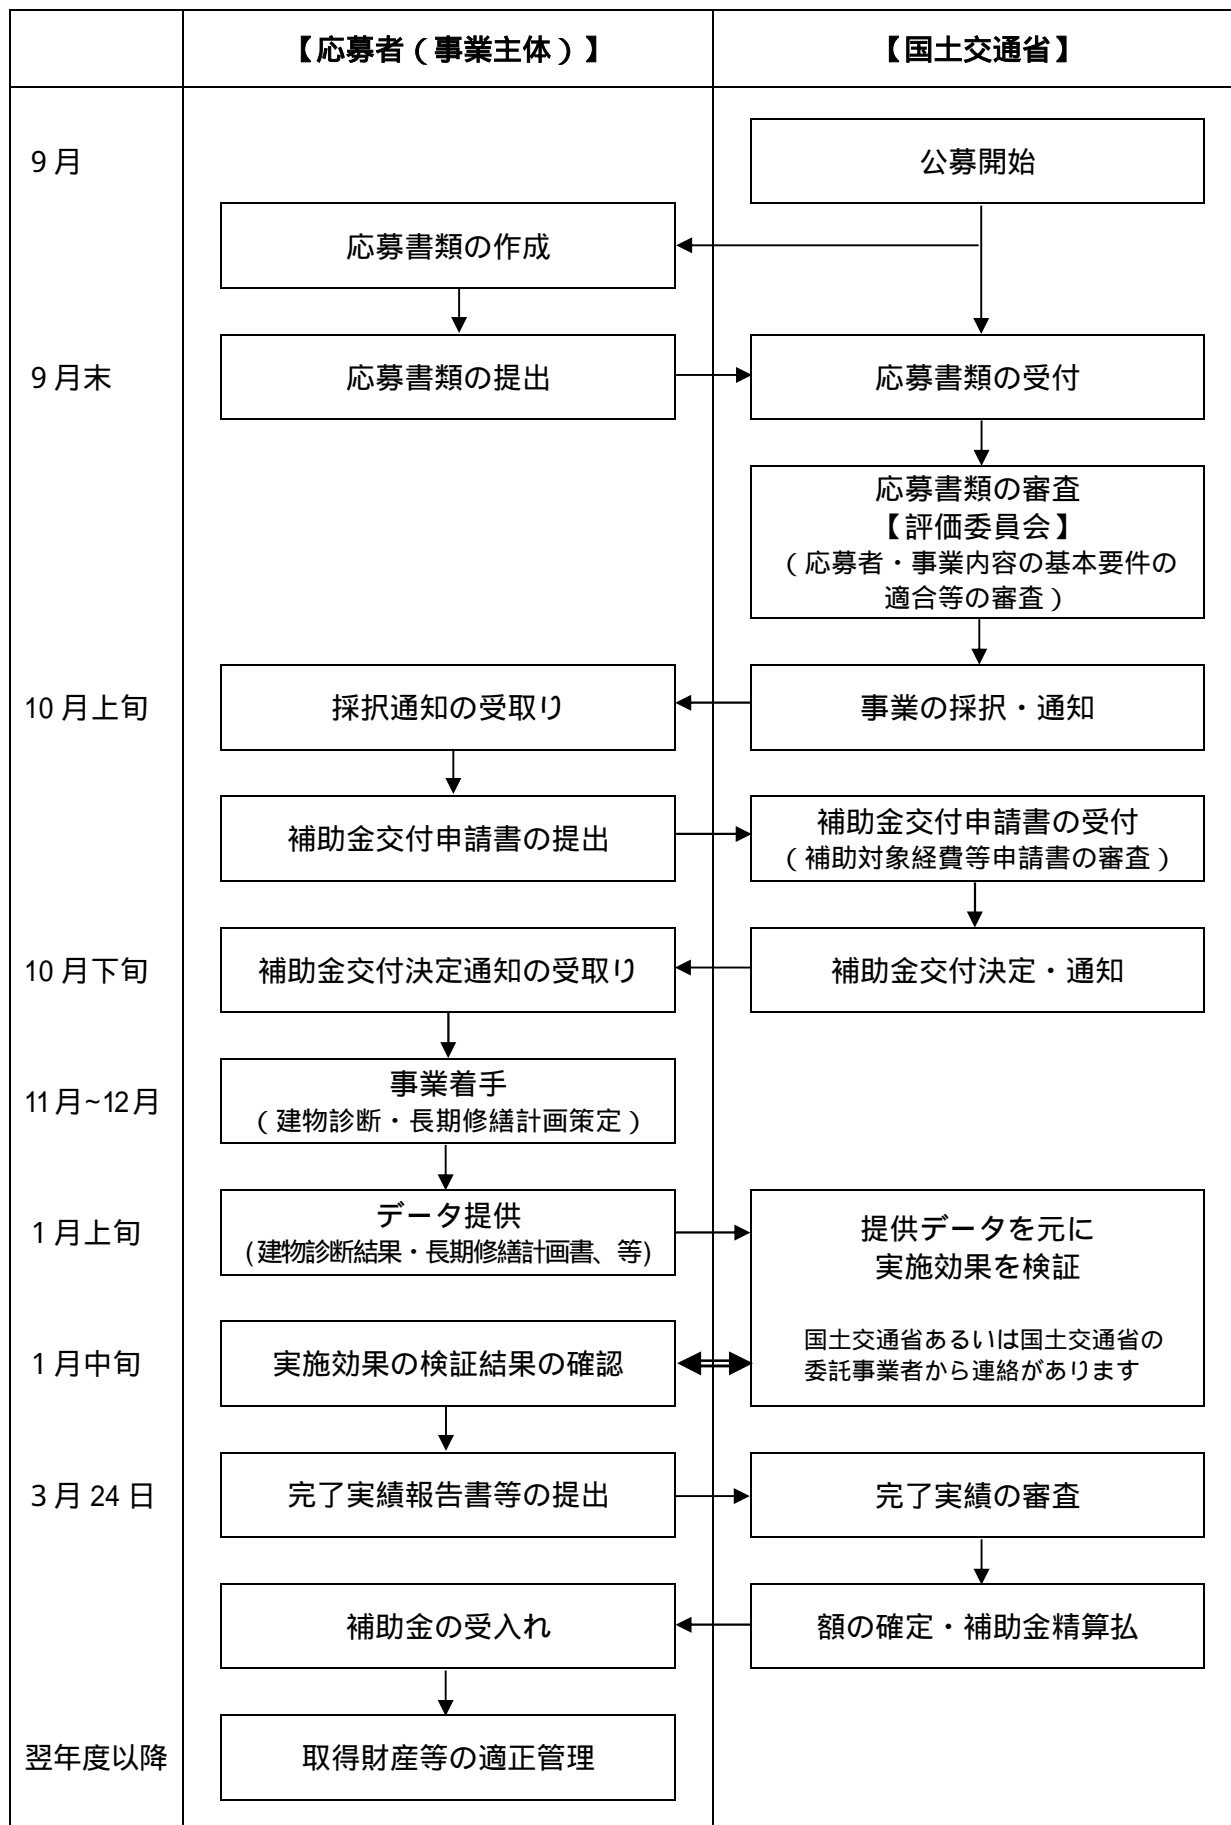 【応募者（事業主体）】
【国土交通省】
9月
公募開始
応募書類の作成
9月末
応募書類の提出
応募書類の受付
応募書類の審査
【評価委員会】
（応募者・事業内容の基本要件の
適合等の審査）
10月上旬
採択通知の受取り
事業の採択・通知
補助金交付申請書の提出
補助金交付申請書の受付
（補助対象経費等申請書の審査）
10月下旬
補助金交付決定通知の受取り
補助金交付決定・通知
11月~12月
事業着手
（建物診断・長期修繕計画策定）
1月上旬
データ提供
(建物診断結果・長期修繕計画書、等)
提供データを元に
実施効果を検証
国土交通省あるいは国土交通省の
委託事業者から連絡があります
1月中旬
実施効果の検証結果の確認
3月24日
完了実績報告書等の提出
完了実績の審査
補助金の受入れ
額の確定・補助金精算払
翌年度以降
取得財産等の適正管理